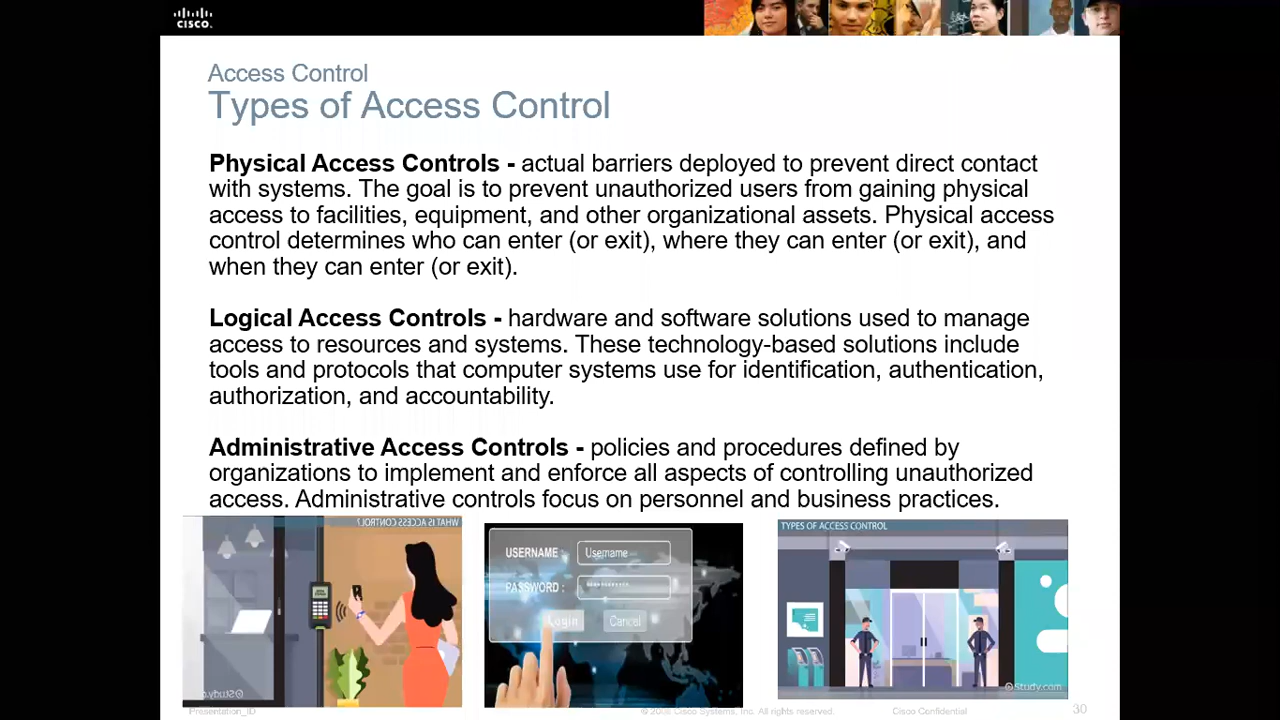 CISCO.
Access Control
Types of Access Control
Physical Access Controls - actual barriers deployed to prevent direct contact
with systems. The goal is to prevent unauthorized users from gaining physical
access to facilities, equipment, and other organizational assets. Physical access
control determines who can enter (or exit), where they can enter (or exit), and
when they can enter (or exit).
Logical Access Controls - hardware and software solutions used to manage
access to resources and systems. These technology-based solutions include
tools and protocols that computer systems use for identification, authentication,
authorization, and accountability.
Administrative Access Controls - policies and procedures defined by
organizations to implement and enforce all aspects of controlling unauthorized
access. Administrative controls focus on personnel and business practices.
WHAT IS ACCESS CONTROL?
Study.com
USERNAME Username
PASSWORD : ***********
Login Cancel
TYPES OF ACCESS CONTROL
Study.com
Presentation_ID
Cisco Systems, Inc. All rights reserved.
Cisco Confidential
30